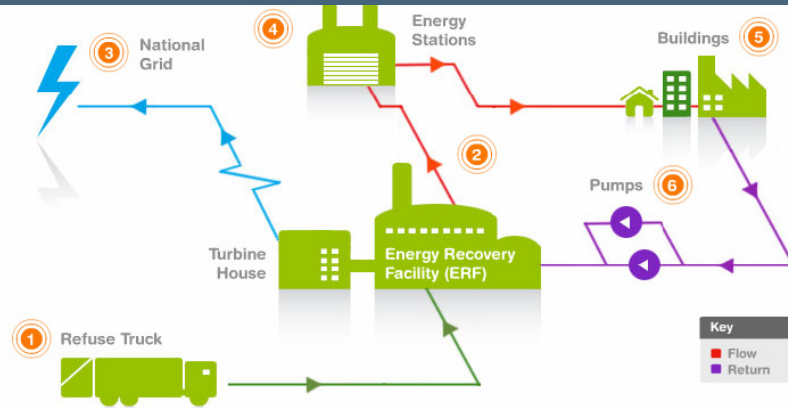 4
Energy
Stations
3
National
Grid
Buildings
5
2
Pumps
6
Turbine
House
Energy Recovery
Facility (ERF)
1
Refuse Truck
Key
Flow
Return